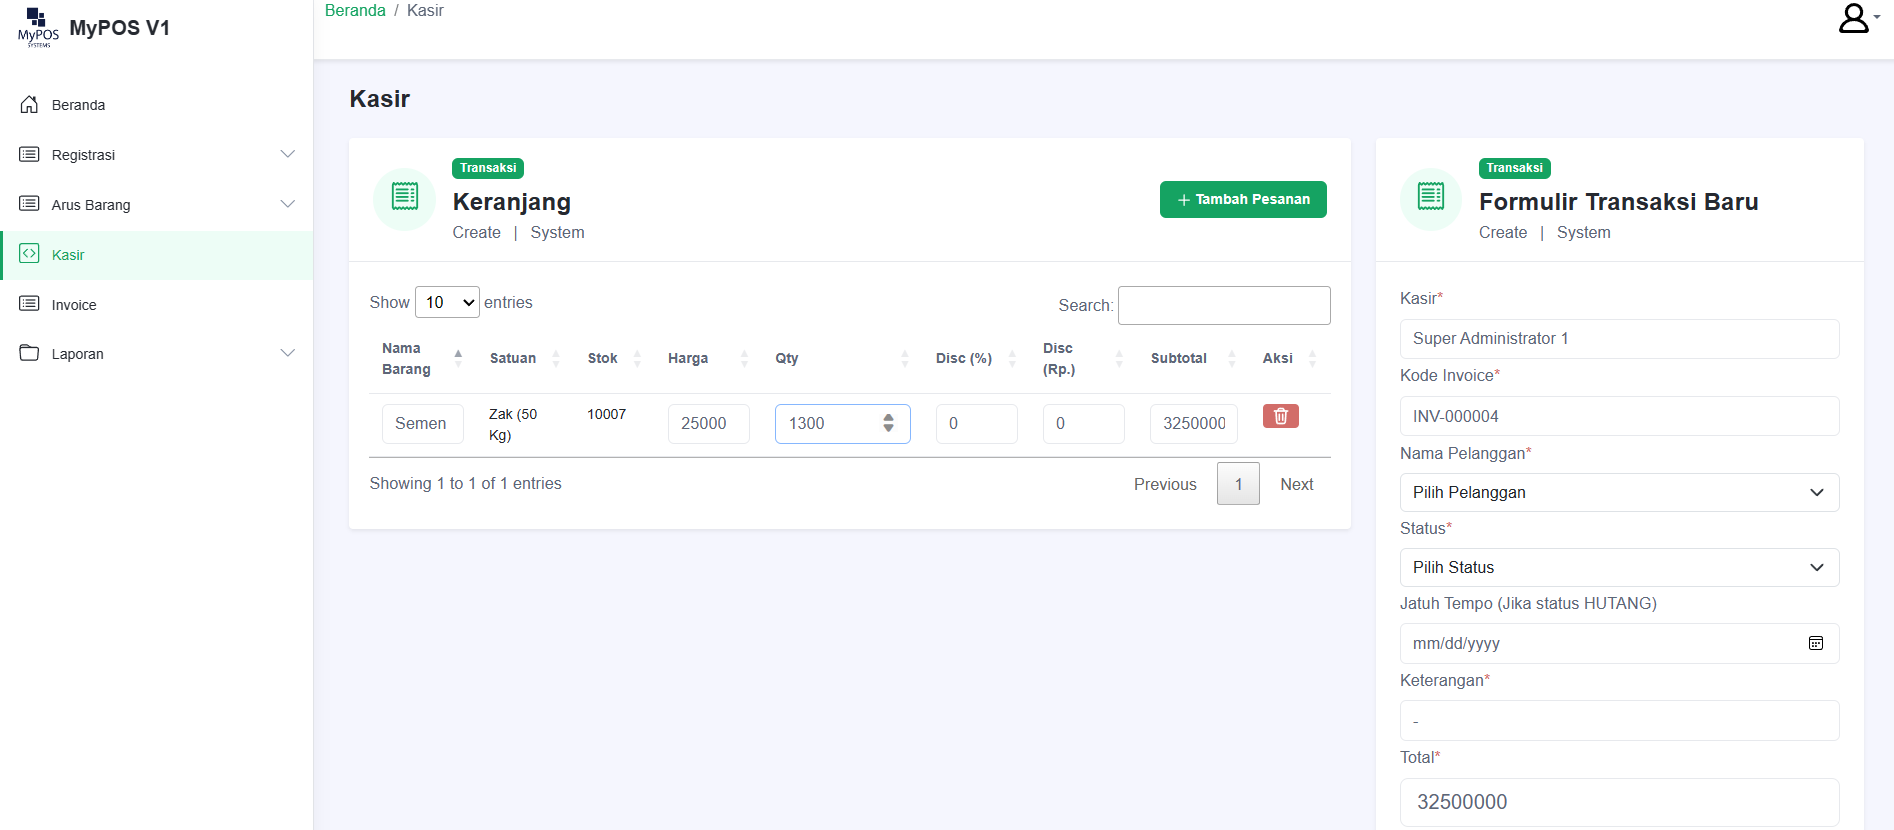 MyPOS
SYSTEMS
MyPOS V1
Beranda
Registrasi
Arus Barang
Kasir
Invoice
Laporan
Beranda / Kasir
Kasir
Transaksi
Keranjang
Create | System
+ Tambah Pesanan
Show 10 entries
Search:
Nama Barang Satuan Stok Harga Qty Disc (%) Disc (Rp.) Subtotal Aksi
Semen Zak (50 Kg) 10007 25000 1300 0 0 3250000
Showing 1 to 1 of 1 entries
Previous 1 Next
Transaksi
Formulir Transaksi Baru
Create | System
Kasir*
Super Administrator 1
Kode Invoice*
INV-000004
Nama Pelanggan*
Pilih Pelanggan
Status*
Pilih Status
Jatuh Tempo (Jika status HUTANG)
mm/dd/yyyy
Keterangan*
-
Total*
32500000